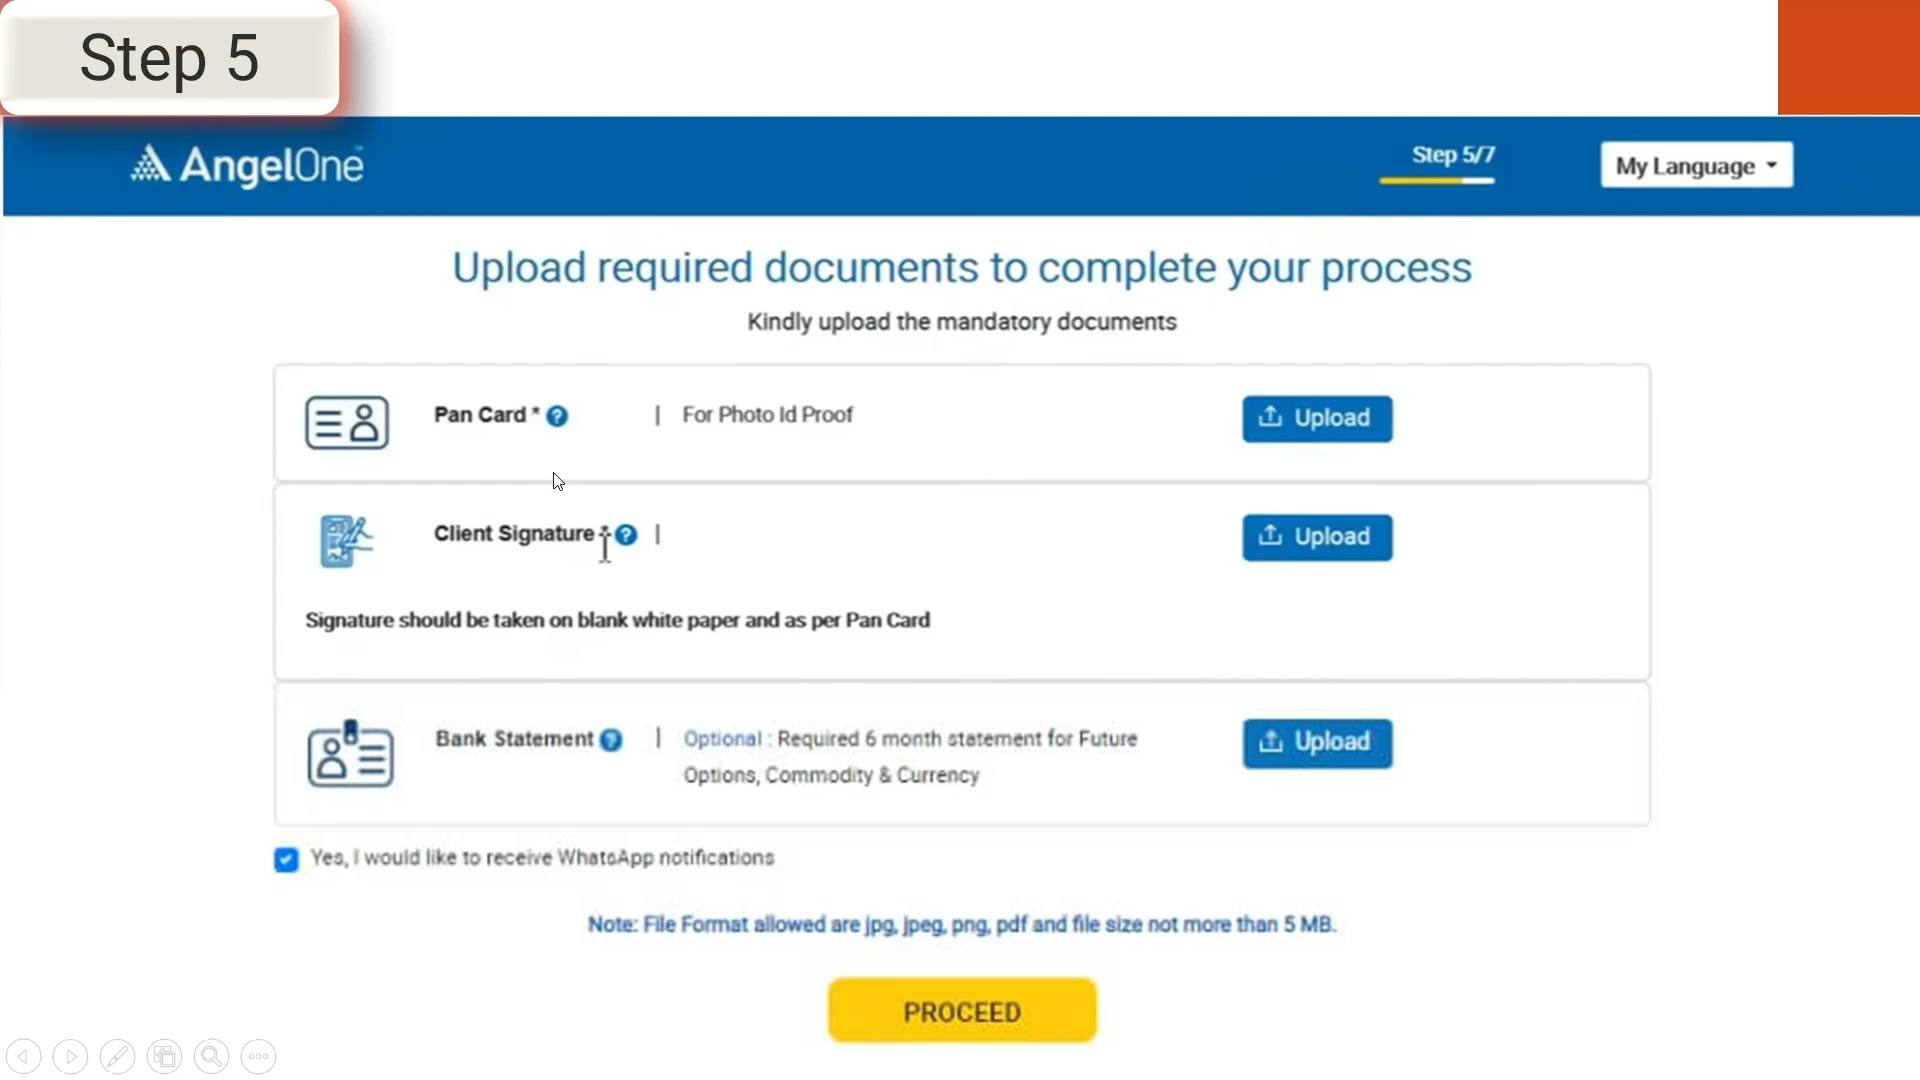 Step 5
AngelOne
Step 5/7
My Language
Upload required documents to complete your process
Kindly upload the mandatory documents
Pan Card * ? | For Photo Id Proof
Upload
Client Signature * ? |
Upload
Signature should be taken on blank white paper and as per Pan Card
Bank Statement ? | Optional : Required 6 month statement for Future
Options, Commodity & Currency
Upload
Yes, I would like to receive WhatsApp notifications
Note: File Format allowed are jpg, jpeg, png, pdf and file size not more than 5 MB.
PROCEED